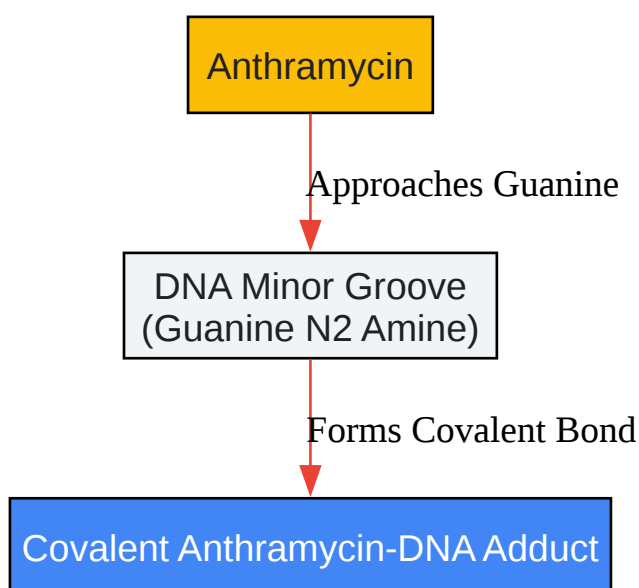 Anthramycin
Approaches Guanine
DNA Minor Groove
(Guanine N2 Amine)
Forms Covalent Bond
Covalent Anthramycin-DNA Adduct